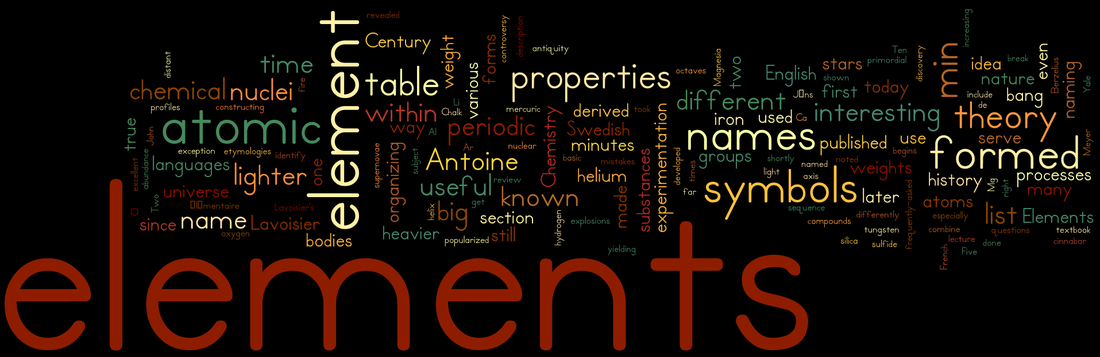 revealed
element
Century
weight
forms
controversy
description
antiquity
distant
time
table
various
properties
octaves
Magnesia
two
English
stars
primordial
Ten
discovery
min
increasing
idea
break
even
Berzelius
naming
Yale
chemical
nuclei
fire
profiles
constructing
within
Chalk
mercuric
derived
took
different
shown
first
today
nature
include
bang
de
true
John
atomic
way
Al
periodic
Swedish
iron
used
Ca
interesting
theory
exception
etymologies
identify
nuclear
Ar
Chemistry
minutes
experimentation
names
published
use
serve
Meyer
excellent
abundance
languages
lighter
one
supernovae
organizing
subject
Antoine
basic
mistakes
substances
developed
times
groups
shortly
named
noted
begins
formed
universe
useful
review
helium
light
axis
weights
history
Mg
right
processes
Two
Lavoisier's
helix
get
known
made
far
symbols
later
atoms
many
Cl
since
name
Lavoisier
big
section
sequence
differently
especially
list
Elements
oxygen
bodies
heavier
popularized
still
hydrogen
explosions
compounds
tungsten
combine
questions
textbook
yielding
silica
sulfide
Frequently-used
French
lecture
Five
done
cinnabar
elements